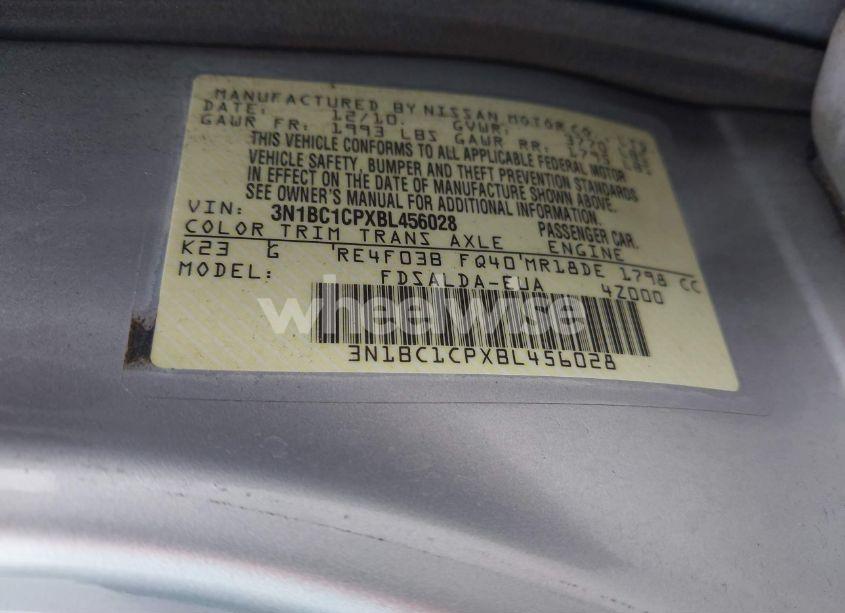 MANUFACTURED BY NISSAN MOTOR CO.
DATE: 12/10. GVWR: 3770
GAWR FR: 1993 LBS GAWR RR: 1795
THIS VEHICLE CONFORMS TO ALL APPLICABLE FEDERAL MOTOR
VEHICLE SAFETY, BUMPER AND THEFT PREVENTION STANDARDS
IN EFFECT ON THE DATE OF MANUFACTURE SHOWN ABOVE.
SEE OWNER'S MANUAL FOR ADDITIONAL INFORMATION.
VIN: 3N1BC1CPXBL456028 PASSENGER CAR.
COLOR TRIM TRANS AXLE ENGINE
K23 G RE4F03B FQ40 MR18DE 1798 CC
MODEL: FDSALDA-EUA 4Z000
wheelwise
3N1BC1CPXBL456028